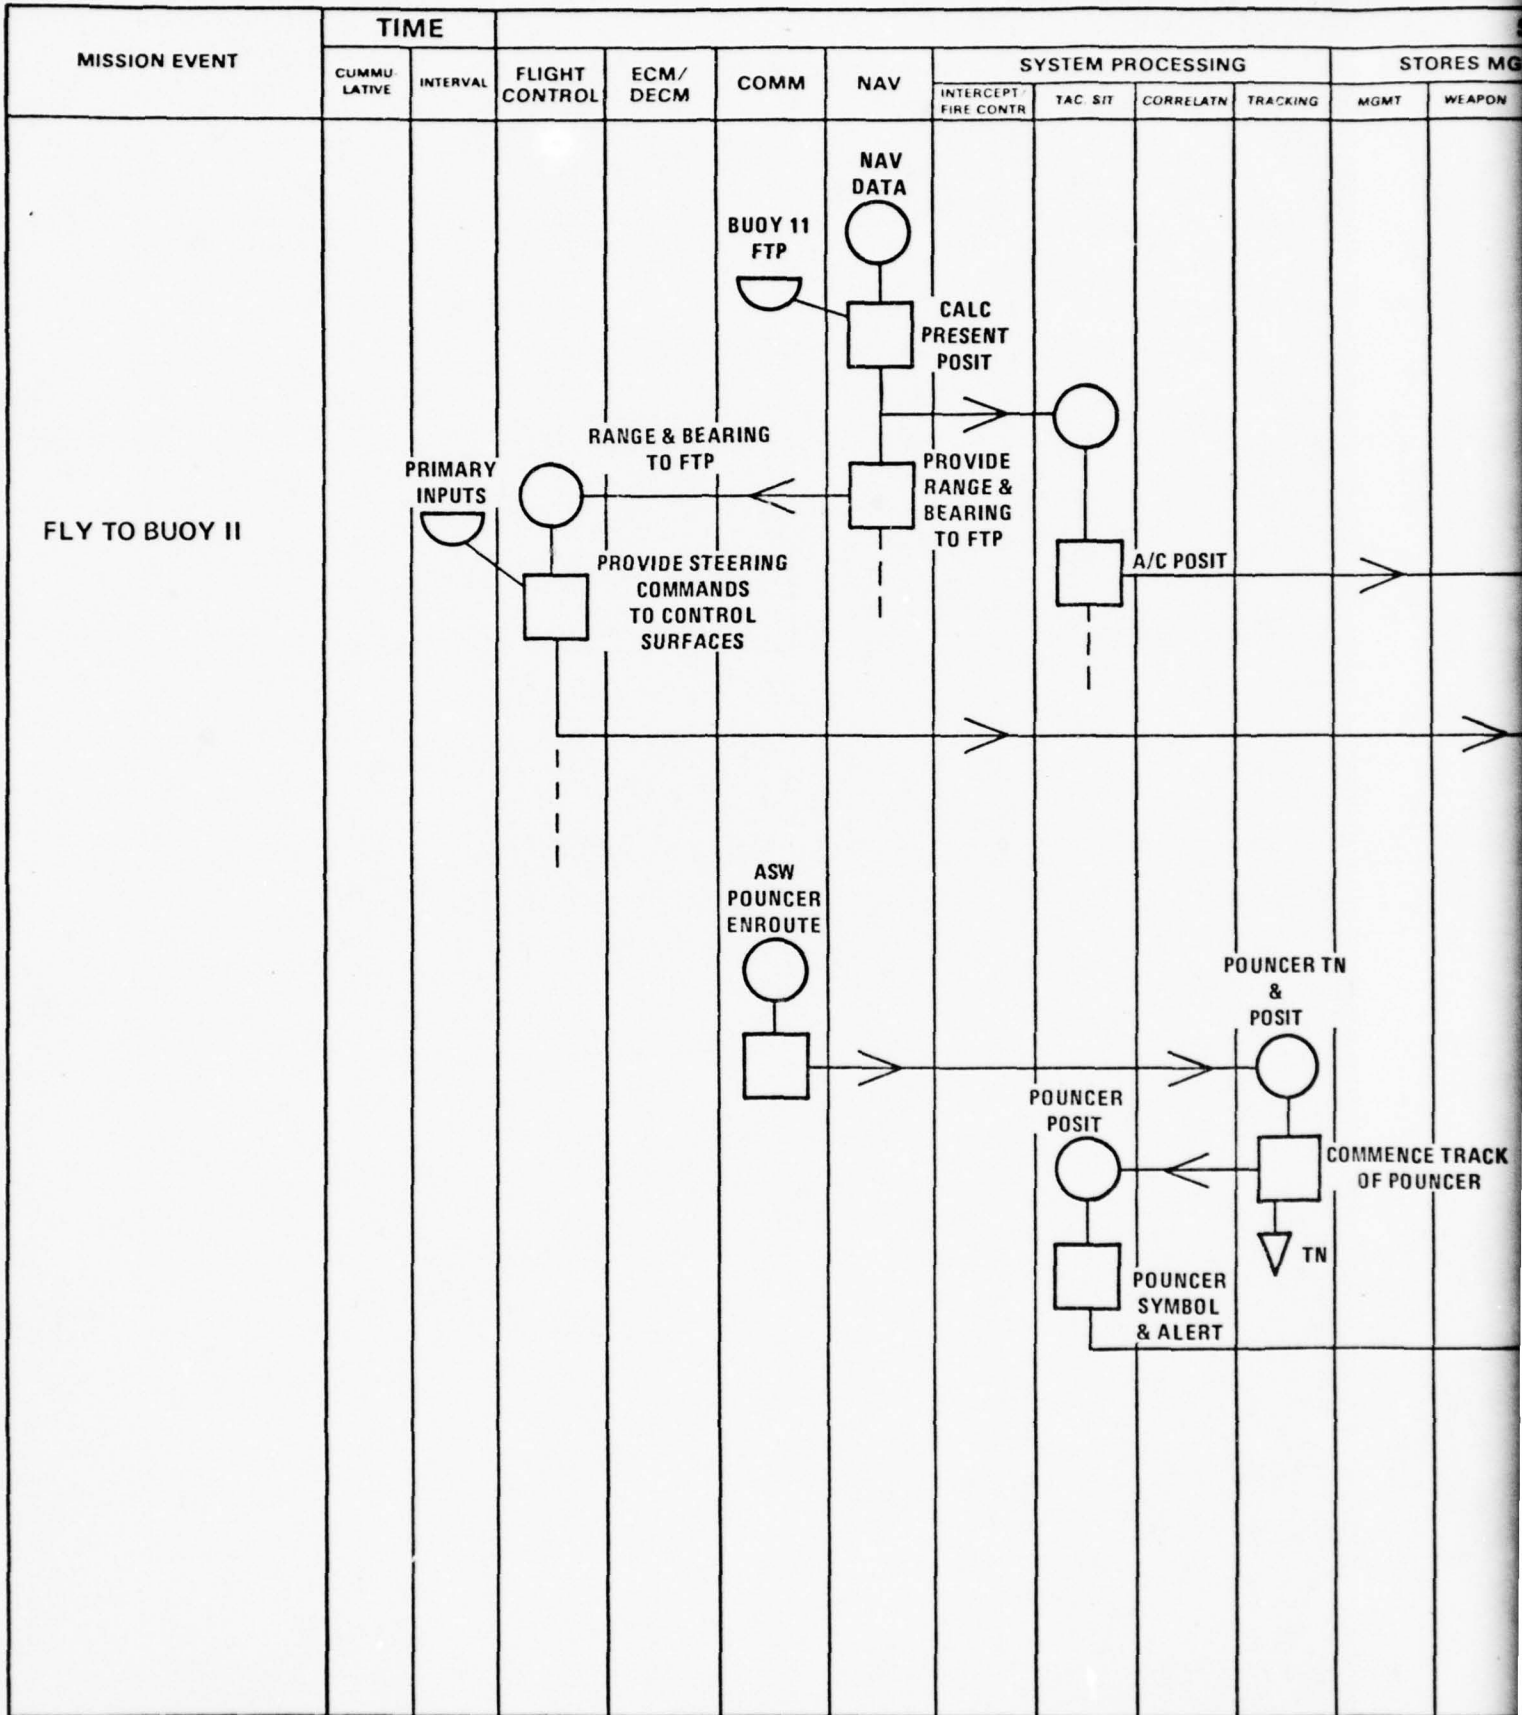 TIME
MISSION EVENT
CUMMU-
LATIVE
INTERVAL
FLIGHT
CONTROL
ECM/
DECM
COMM
NAV
SYSTEM PROCESSING
INTERCEPT/
FIRE CONTR
TAC. SIT
CORRELATN
TRACKING
STORES MG
MGMT
WEAPON
NAV
DATA
BUOY 11
FTP
CALC
PRESENT
POSIT
RANGE & BEARING
TO FTP
PRIMARY
INPUTS
PROVIDE
RANGE &
BEARING
TO FTP
FLY TO BUOY II
PROVIDE STEERING
COMMANDS
TO CONTROL
SURFACES
A/C POSIT
ASW
POUNCER
ENROUTE
POUNCER TN
&
POSIT
POUNCER
POSIT
COMMENCE TRACK
OF POUNCER
TN
POUNCER
SYMBOL
& ALERT